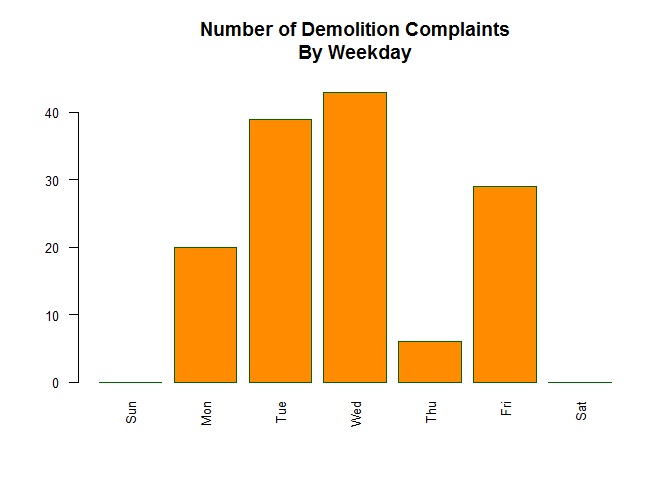 Number of Demolition Complaints
By Weekday
40
30
20
10
0
Sun
Mon
Tue
Wed
Thu
Fri
Sat